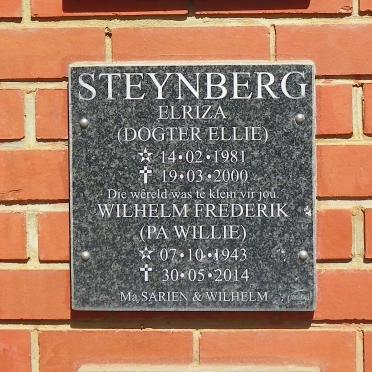 STEYNBERG
ELRIZA
(DOGTER ELLIE)
☆ 14•02•1981
✝ 19•03•2000
Die wêreld was te klein vir jou.
WILHELM FREDERIK
(PA WILLIE)
☆ 07•10•1943
✝ 30•05•2014
Ma SARIEN & WILHELM